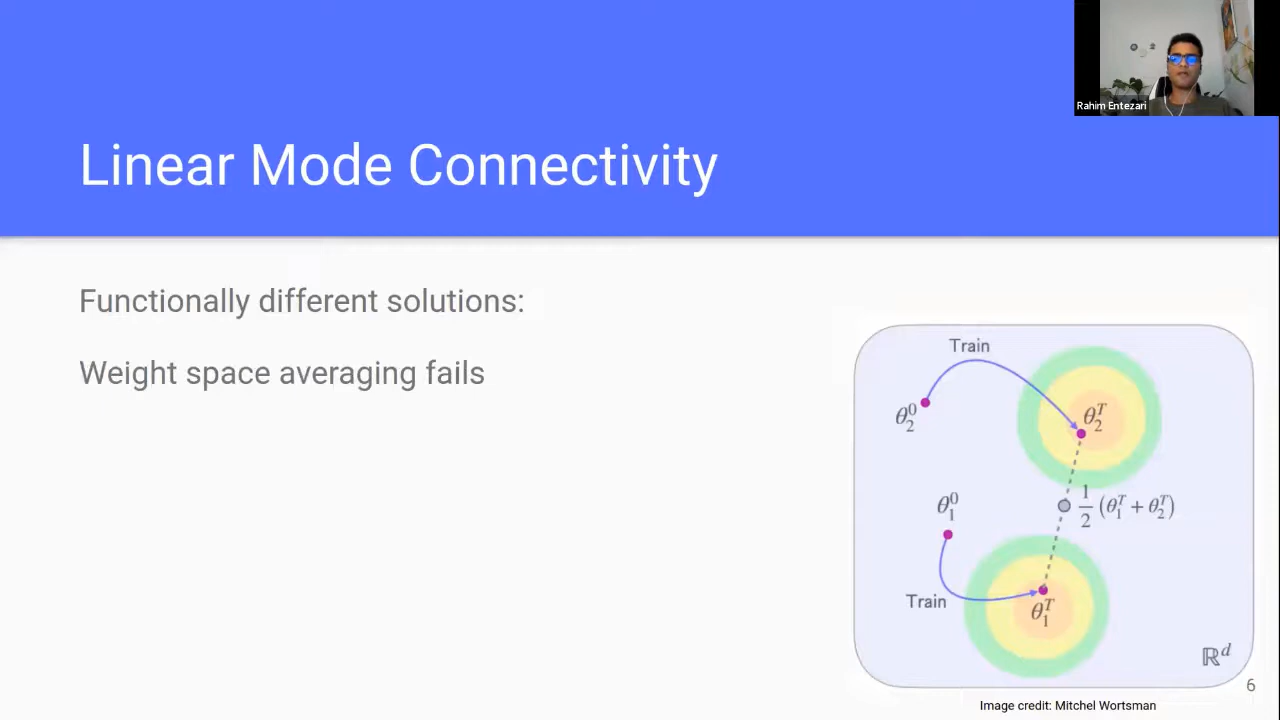 Rahim Entezari
Linear Mode Connectivity
Functionally different solutions:
Weight space averaging fails
Train
θ₂⁰
θ₂ᵀ
½ (θ₁ᵀ + θ₂ᵀ)
θ₁⁰
Train
θ₁ᵀ
ℝᵈ
6
Image credit: Mitchel Wortsman